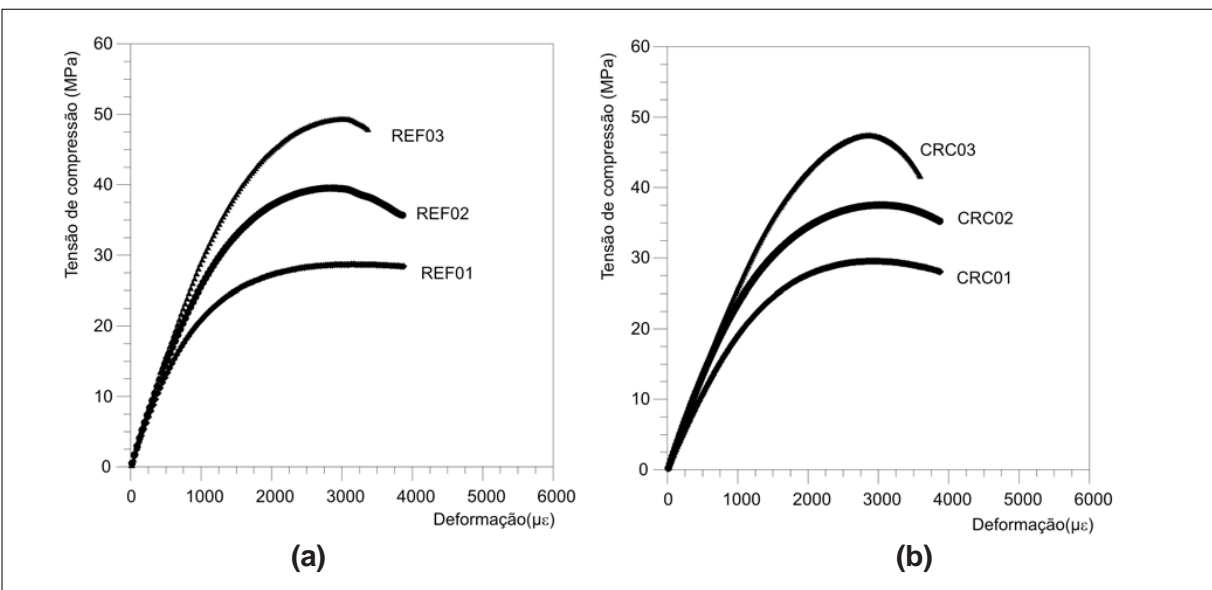 60
50
40
30
20
10
0
Tensão de compressão (MPa)
REF03
REF02
REF01
0 1000 2000 3000 4000 5000 6000
Deformação(µε)
(a)
60
50
40
30
20
10
0
Tensão de compressão (MPa)
CRC03
CRC02
CRC01
0 1000 2000 3000 4000 5000 6000
Deformação(µε)
(b)